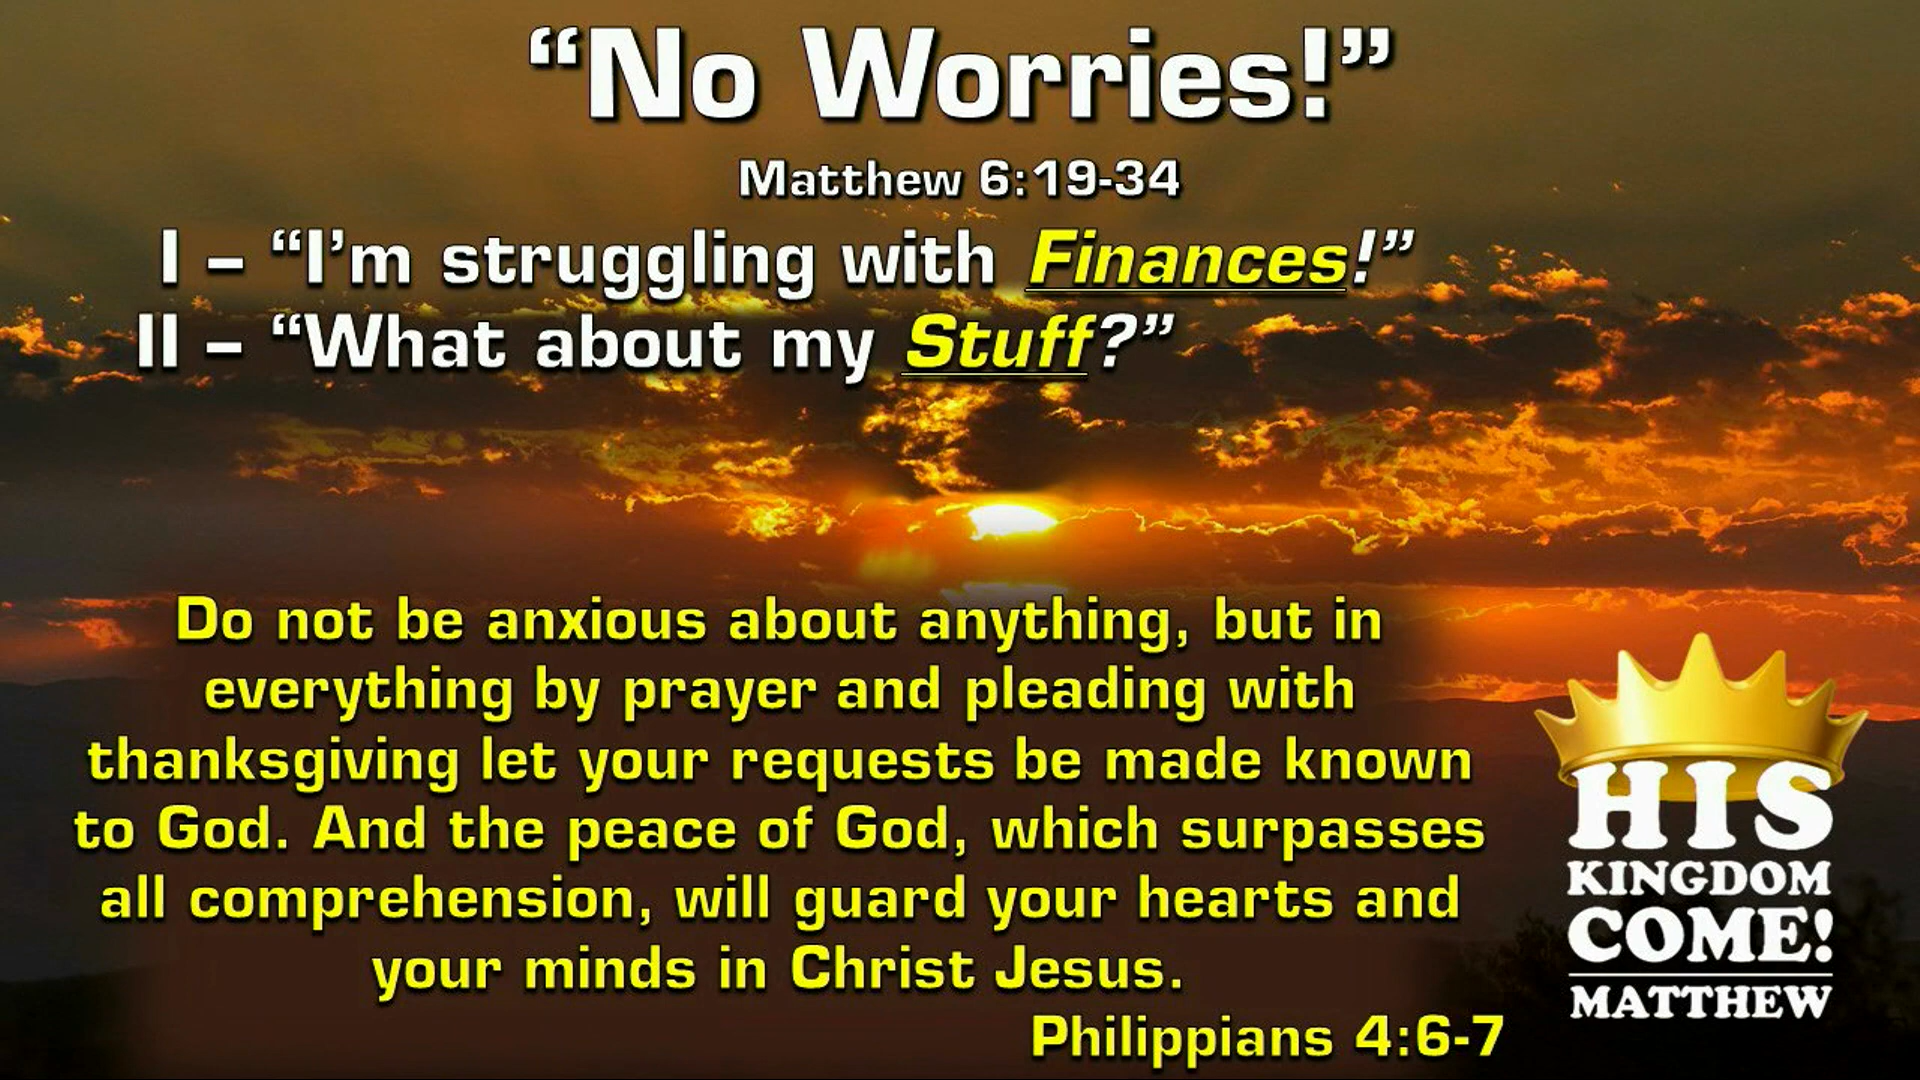 “No Worries!”
Matthew 6:19-34
I – “I’m struggling with Finances!”
II – “What about my Stuff?”
Do not be anxious about anything, but in
everything by prayer and pleading with
thanksgiving let your requests be made known
to God. And the peace of God, which surpasses
all comprehension, will guard your hearts and
your minds in Christ Jesus.
Philippians 4:6-7
HIS
KINGDOM
COME!
MATTHEW